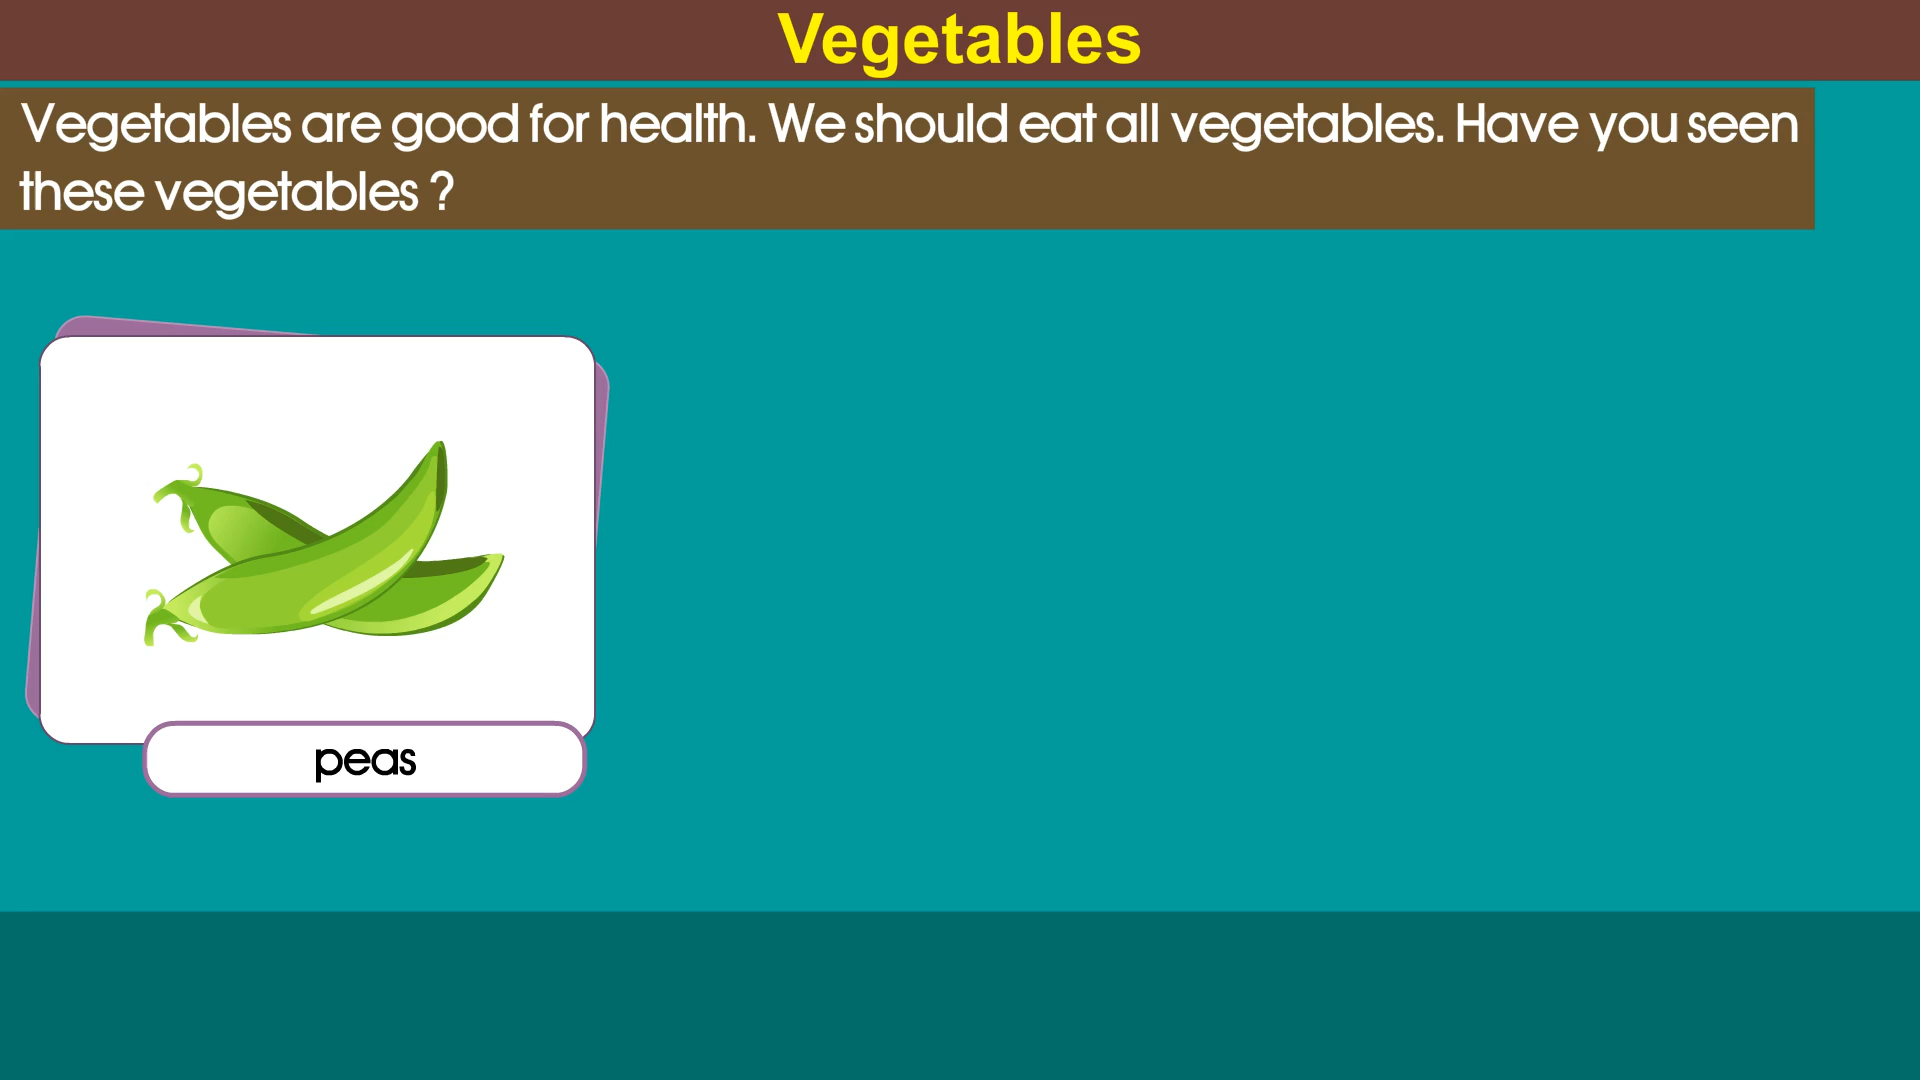 Vegetables
Vegetables are good for health. We should eat all vegetables. Have you seen
these vegetables ?
peas